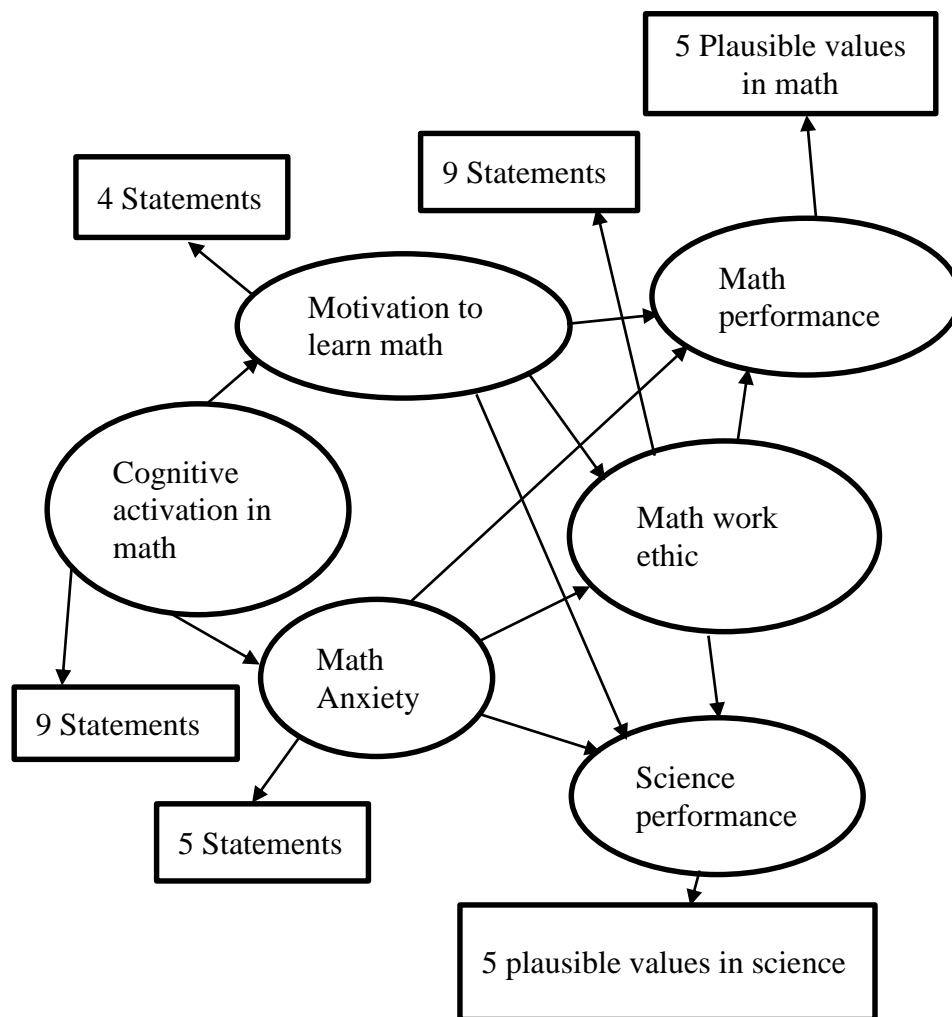 5 Plausible values
in math
9 Statements
4 Statements
Math
performance
Motivation to
learn math
Cognitive
activation in
math
Math work
ethic
Math
Anxiety
9 Statements
Science
performance
5 Statements
5 plausible values in science